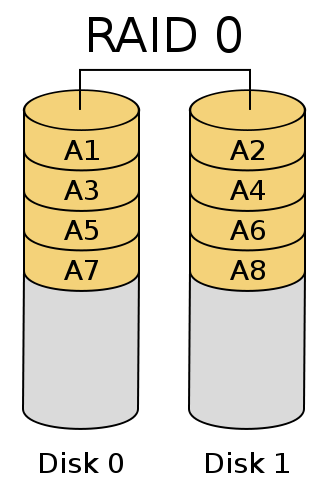 RAID 0
A1 A2
A3 A4
A5 A6
A7 A8
Disk 0 Disk 1